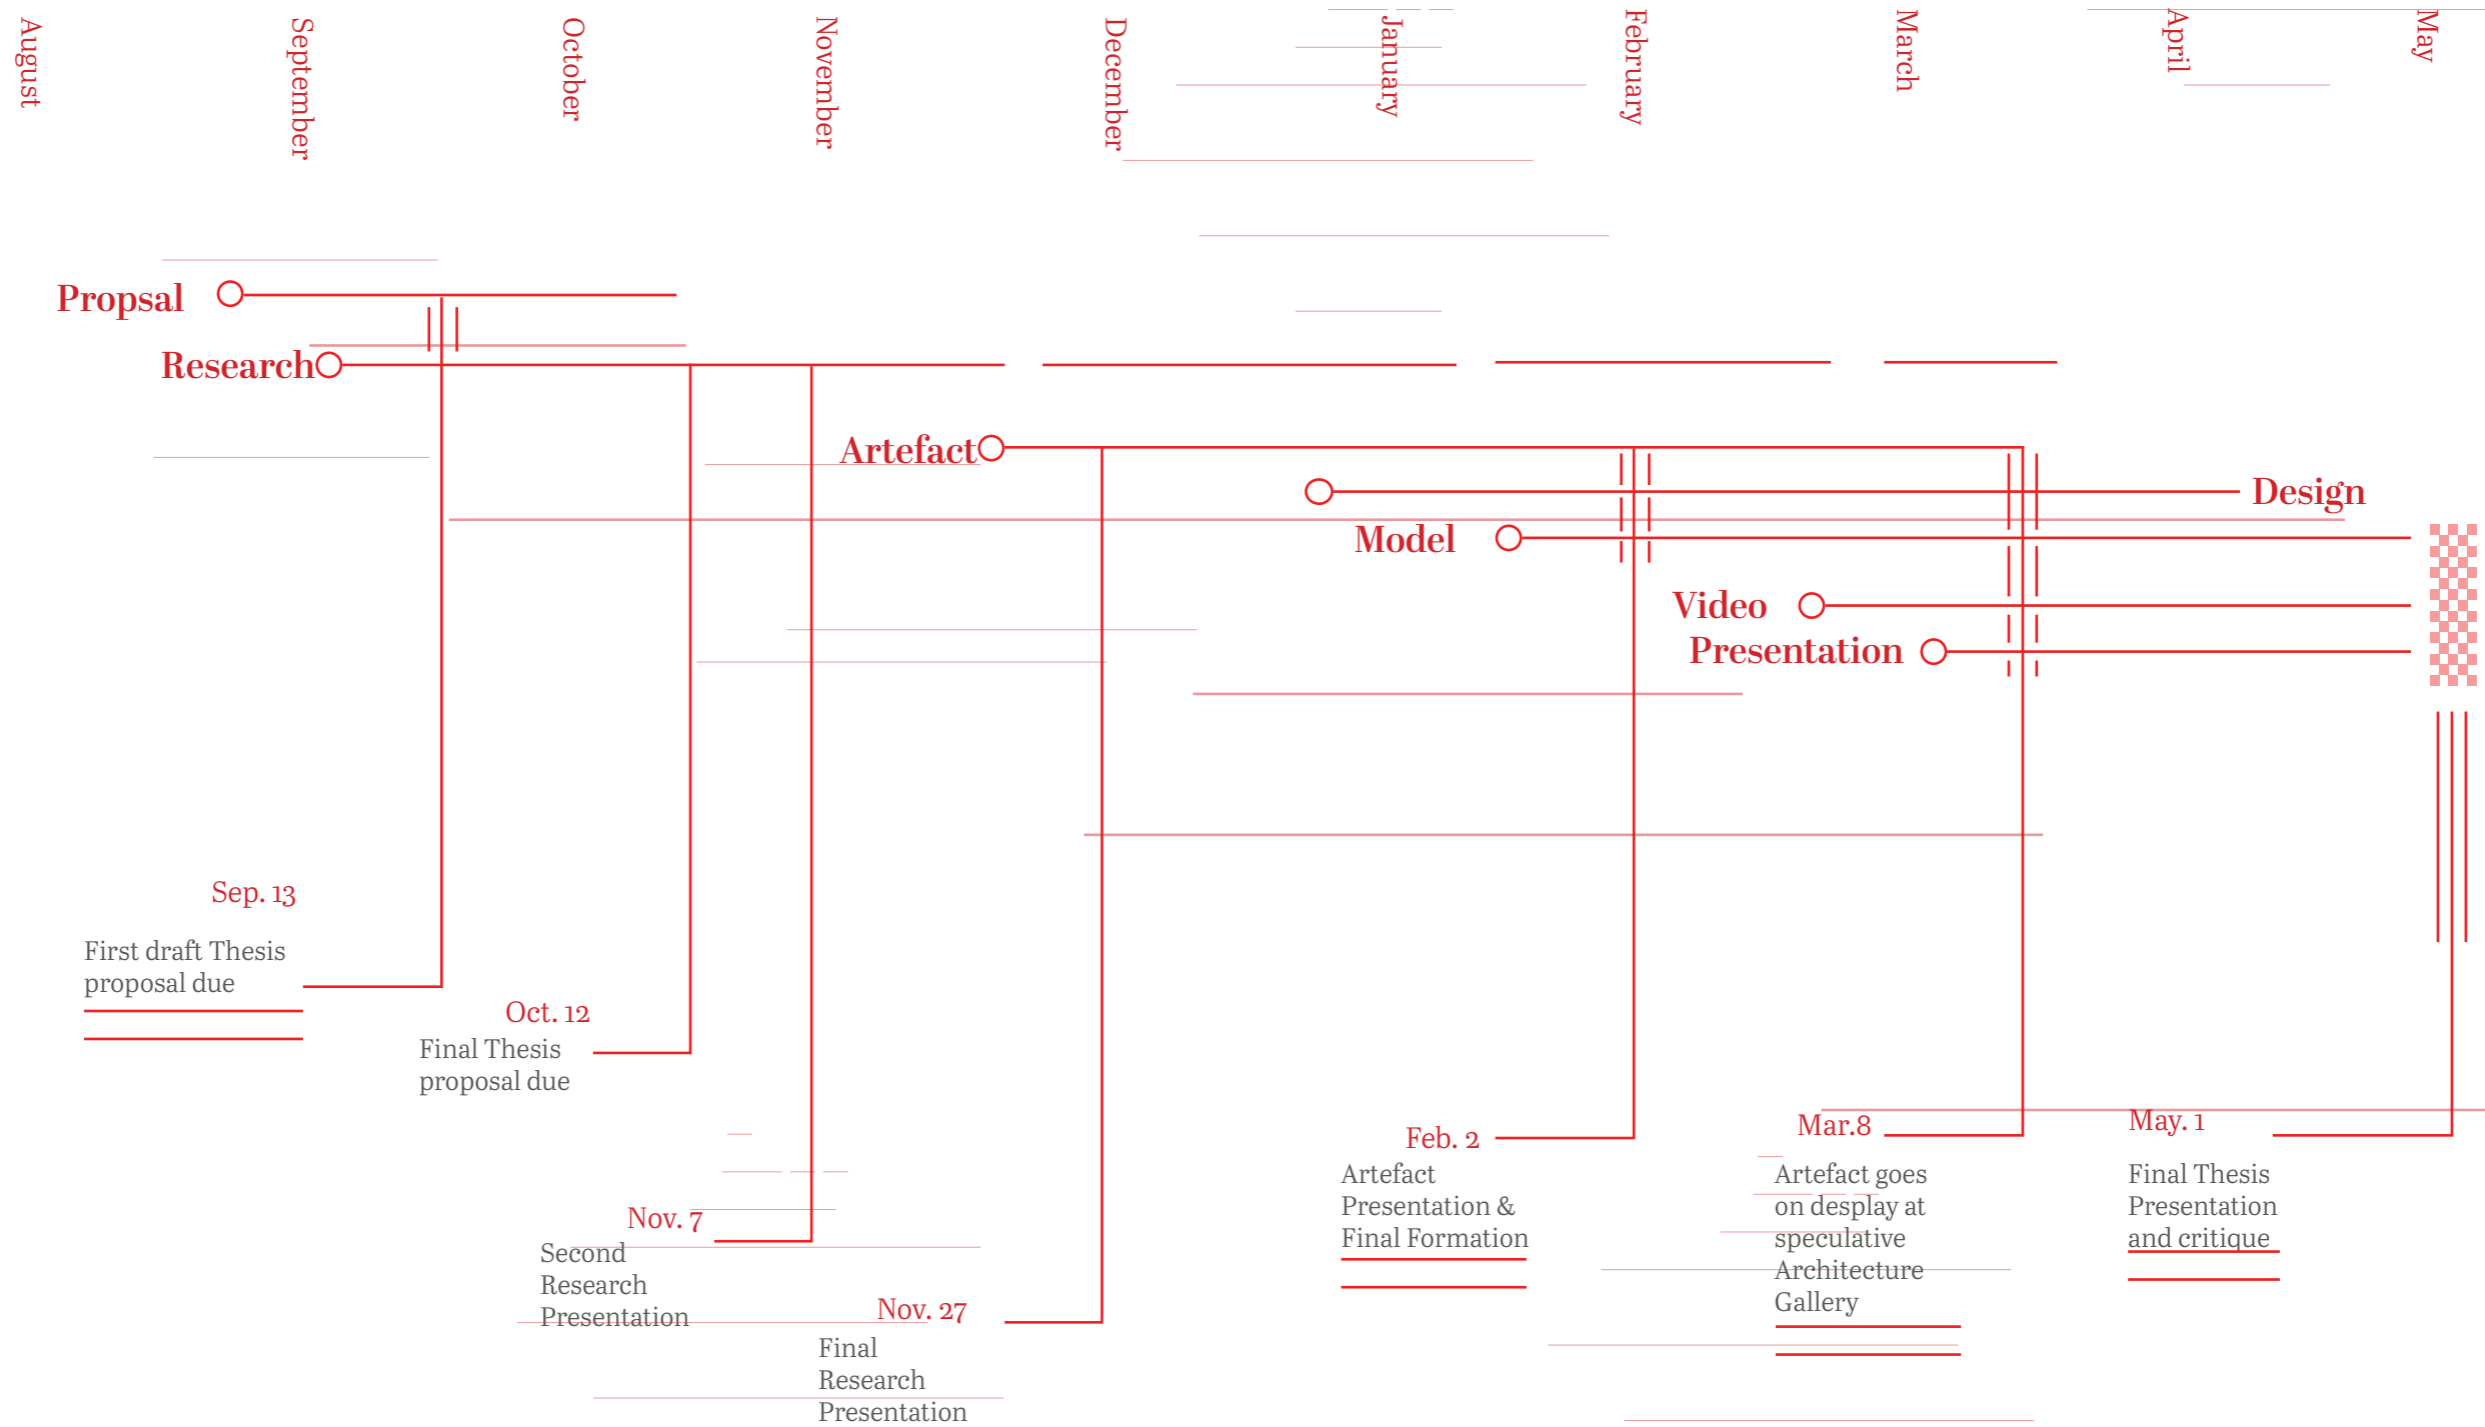 August
September
October
November
December
January
February
March
April
May
Propsal
Research
Artefact
Design
Model
Video
Presentation
Sep. 13
First draft Thesis
proposal due
Oct. 12
Final Thesis
proposal due
Nov. 7
Second
Research
Presentation
Nov. 27
Final
Research
Presentation
Feb. 2
Artefact
Presentation &
Final Formation
Mar.8
Artefact goes
on desplay at
speculative
Architecture
Gallery
May. 1
Final Thesis
Presentation
and critique